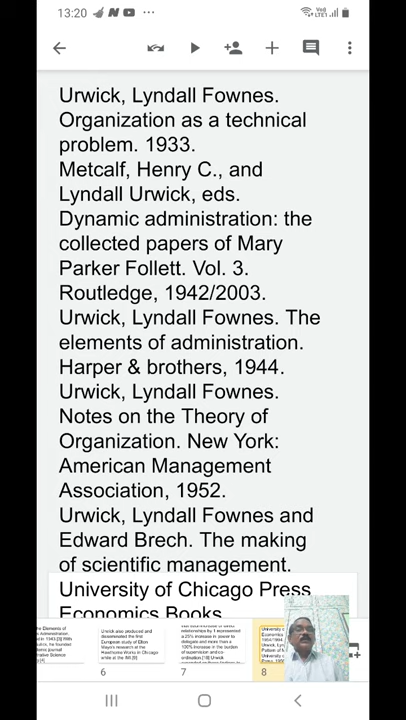 13:20
Urwick, Lyndall Fownes.
Organization as a technical
problem. 1933.
Metcalf, Henry C., and
Lyndall Urwick, eds.
Dynamic administration: the
collected papers of Mary
Parker Follett. Vol. 3.
Routledge, 1942/2003.
Urwick, Lyndall Fownes. The
elements of administration.
Harper & brothers, 1944.
Urwick, Lyndall Fownes.
Notes on the Theory of
Organization. New York:
American Management
Association, 1952.
Urwick, Lyndall Fownes and
Edward Brech. The making
of scientific management.
University of Chicago Press
Economics Books
6
7
8